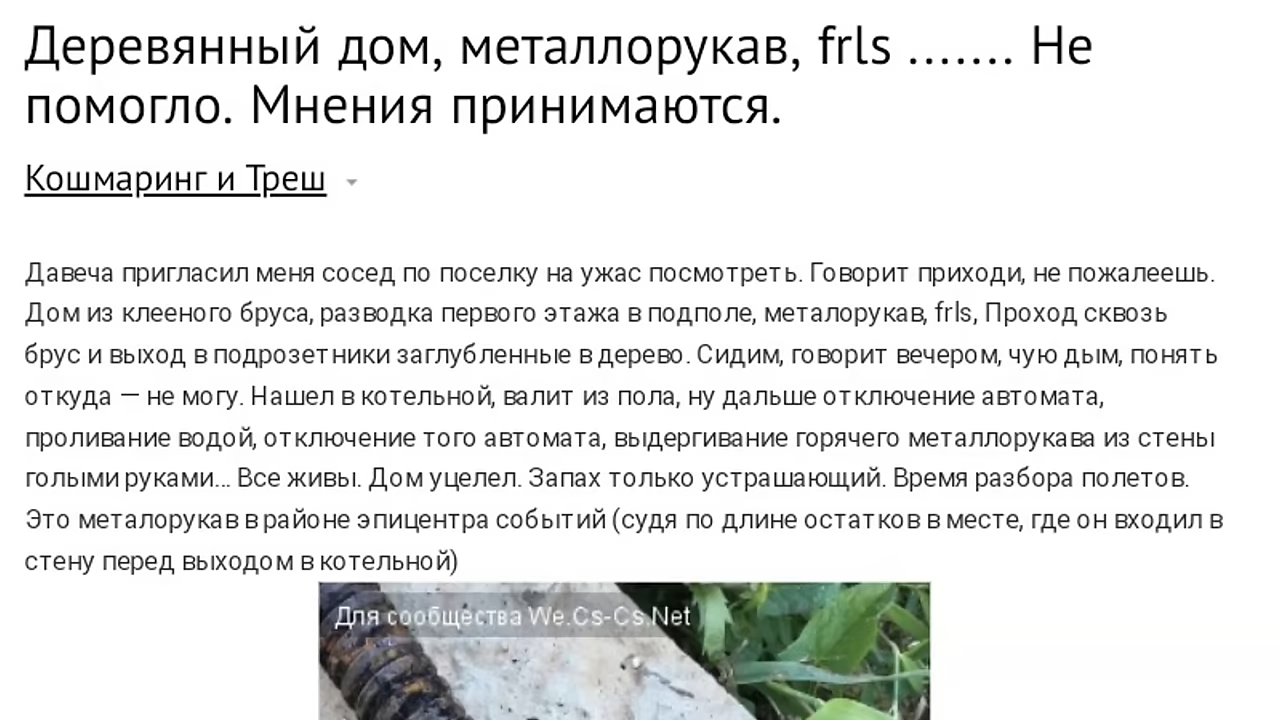 Деревянный дом, металлорукав, frls ....... Не
помогло. Мнения принимаются.
Кошмаринг и Треш
Давеча пригласил меня сосед по поселку на ужас посмотреть. Говорит приходи, не пожалеешь.
Дом из клееного бруса, разводка первого этажа в подполе, металорукав, frls, Проход сквозь
брус и выход в подрозетники заглубленные в дерево. Сидим, говорит вечером, чую дым, понять
откуда — не могу. Нашел в котельной, валит из пола, ну дальше отключение автомата,
проливание водой, отключение того автомата, выдергивание горячего металлорукава из стены
голыми руками... Все живы. Дом уцелел. Запах только устрашающий. Время разбора полетов.
Это металорукав в районе эпицентра событий (судя по длине остатков в месте, где он входил в
стену перед выходом в котельной)
Для сообщества We.Cs-Cs.Net